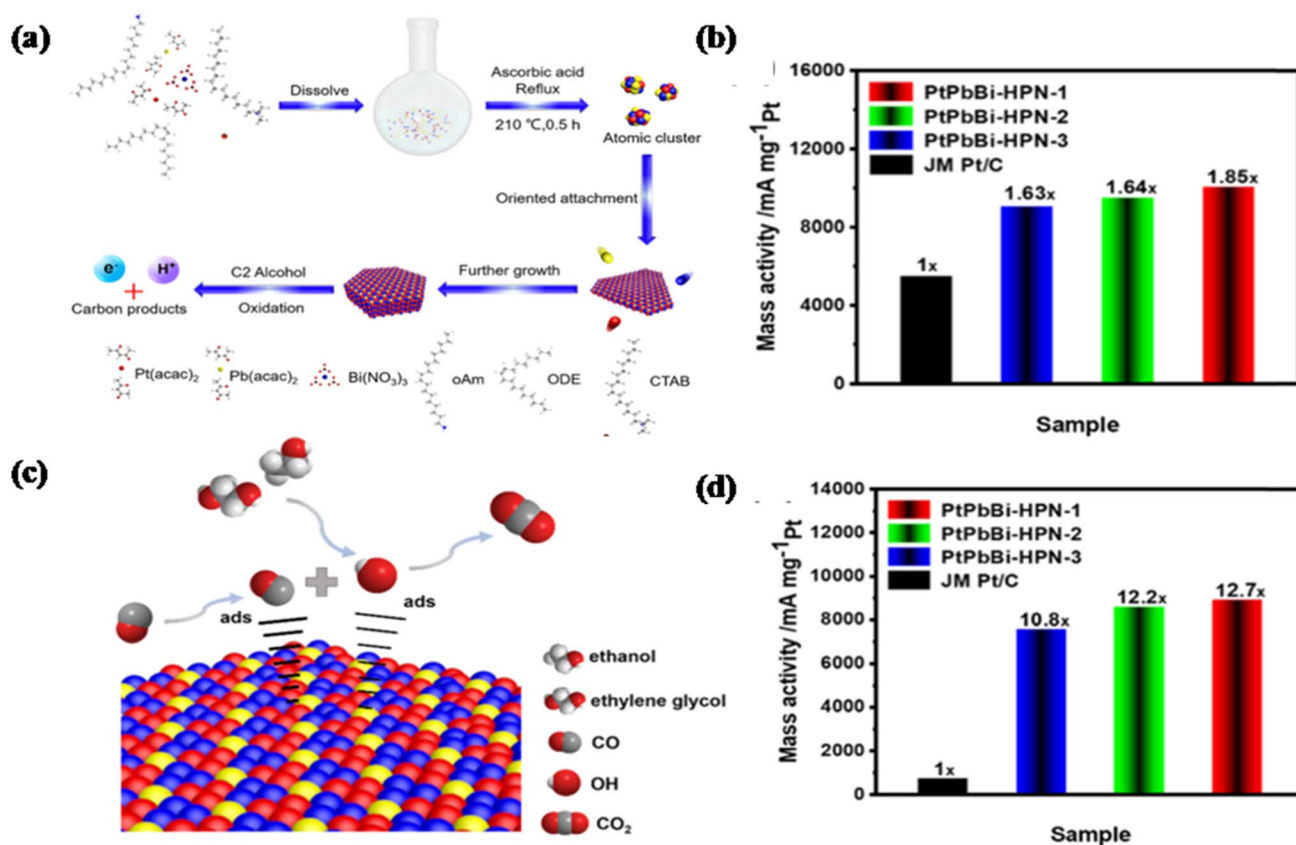 (a)
Dissolve
Ascorbic acid
Reflux
210 °C,0.5 h
Atomic cluster
Oriented attachment
e-
H+
+
Carbon products
C2 Alcohol
Oxidation
Further growth
Pt(acac)2
Pb(acac)2
Bi(NO3)3
oAm
ODE
CTAB
(b)
Mass activity /mA mg-1Pt
16000
12000
8000
4000
0
PtPbBi-HPN-1
PtPbBi-HPN-2
PtPbBi-HPN-3
JM Pt/C
1x
1.63x
1.64x
1.85x
Sample
(c)
ads
ads
ethanol
ethylene glycol
CO
OH
CO2
(d)
Mass activity /mA mg-1Pt
14000
12000
10000
8000
6000
4000
2000
0
PtPbBi-HPN-1
PtPbBi-HPN-2
PtPbBi-HPN-3
JM Pt/C
1x
10.8x
12.2x
12.7x
Sample